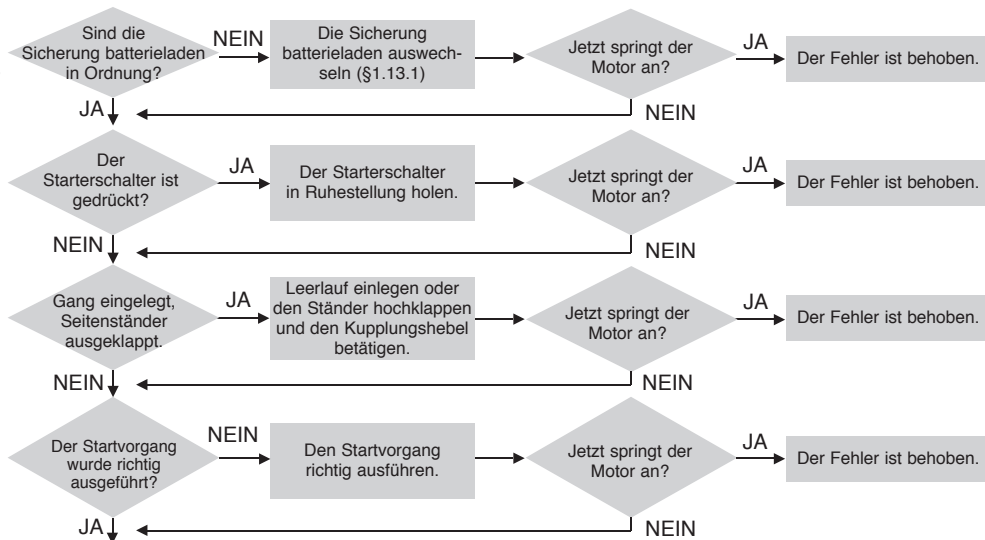 Sind die
Sicherung batterieladen
in Ordnung?
NEIN
Die Sicherung
batterieladen auswech-
seln (§1.13.1)
Jetzt springt der
Motor an?
JA
Der Fehler ist behoben.
JA
NEIN
Der
Starterschalter ist
gedrückt?
JA
Der Starterschalter
in Ruhestellung holen.
Jetzt springt der
Motor an?
JA
Der Fehler ist behoben.
NEIN
NEIN
Gang eingelegt,
Seitenständer
ausgeklappt.
JA
Leerlauf einlegen oder
den Ständer hochklappen
und den Kupplungshebel
betätigen.
Jetzt springt der
Motor an?
JA
Der Fehler ist behoben.
NEIN
NEIN
Der Startvorgang
wurde richtig
ausgeführt?
NEIN
Den Startvorgang
richtig ausführen.
Jetzt springt der
Motor an?
JA
Der Fehler ist behoben.
JA
NEIN